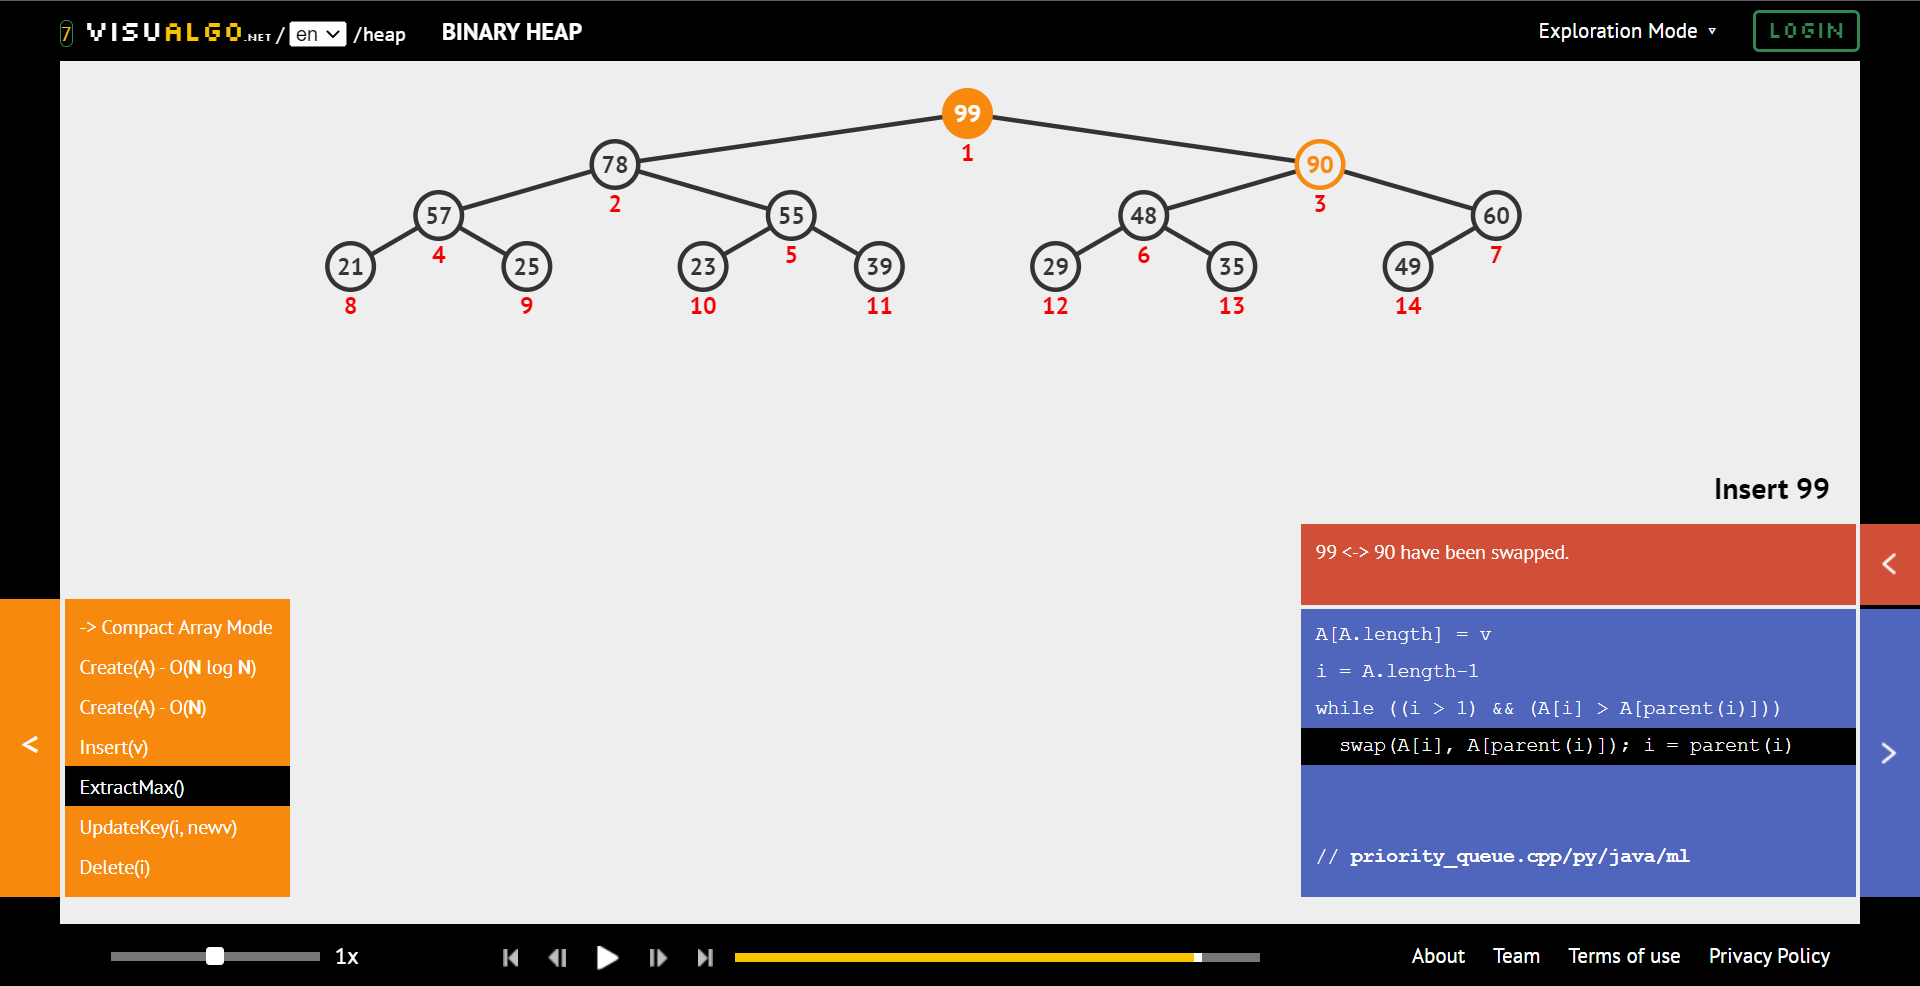 7 VISUALGO.NET / en /heap BINARY HEAP Exploration Mode ▾ LOGIN
99
1
78 90
2 3
57 55 48 60
4 5 6 7
21 25 23 39 29 35 49
8 9 10 11 12 13 14
Insert 99
99 <-> 90 have been swapped.
-> Compact Array Mode
Create(A) - O(N log N)
Create(A) - O(N)
Insert(v)
ExtractMax()
UpdateKey(i, newv)
Delete(i)
A[A.length] = v
i = A.length-1
while ((i > 1) && (A[i] > A[parent(i)]))
swap(A[i], A[parent(i)]); i = parent(i)
// priority_queue.cpp/py/java/ml
1x
About Team Terms of use Privacy Policy